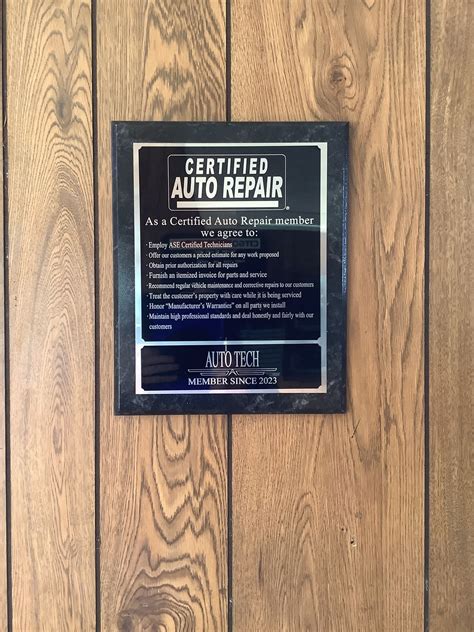 CERTIFIED
AUTO REPAIR
®
As a Certified Auto Repair member
we agree to:
· Employ ASE Certified Technicians
· Offer our customers a priced estimate for any work proposed
· Obtain prior authorization for all repairs
· Furnish an itemized invoice for parts and service
· Recommend regular vehicle maintenance and corrective repairs to our customers
· Treat the customer's property with care while it is being serviced
· Honor "Manufacturer's Warranties" on all parts we install
· Maintain high professional standards and deal honestly and fairly with our
customers
AUTO TECH
MEMBER SINCE 2023